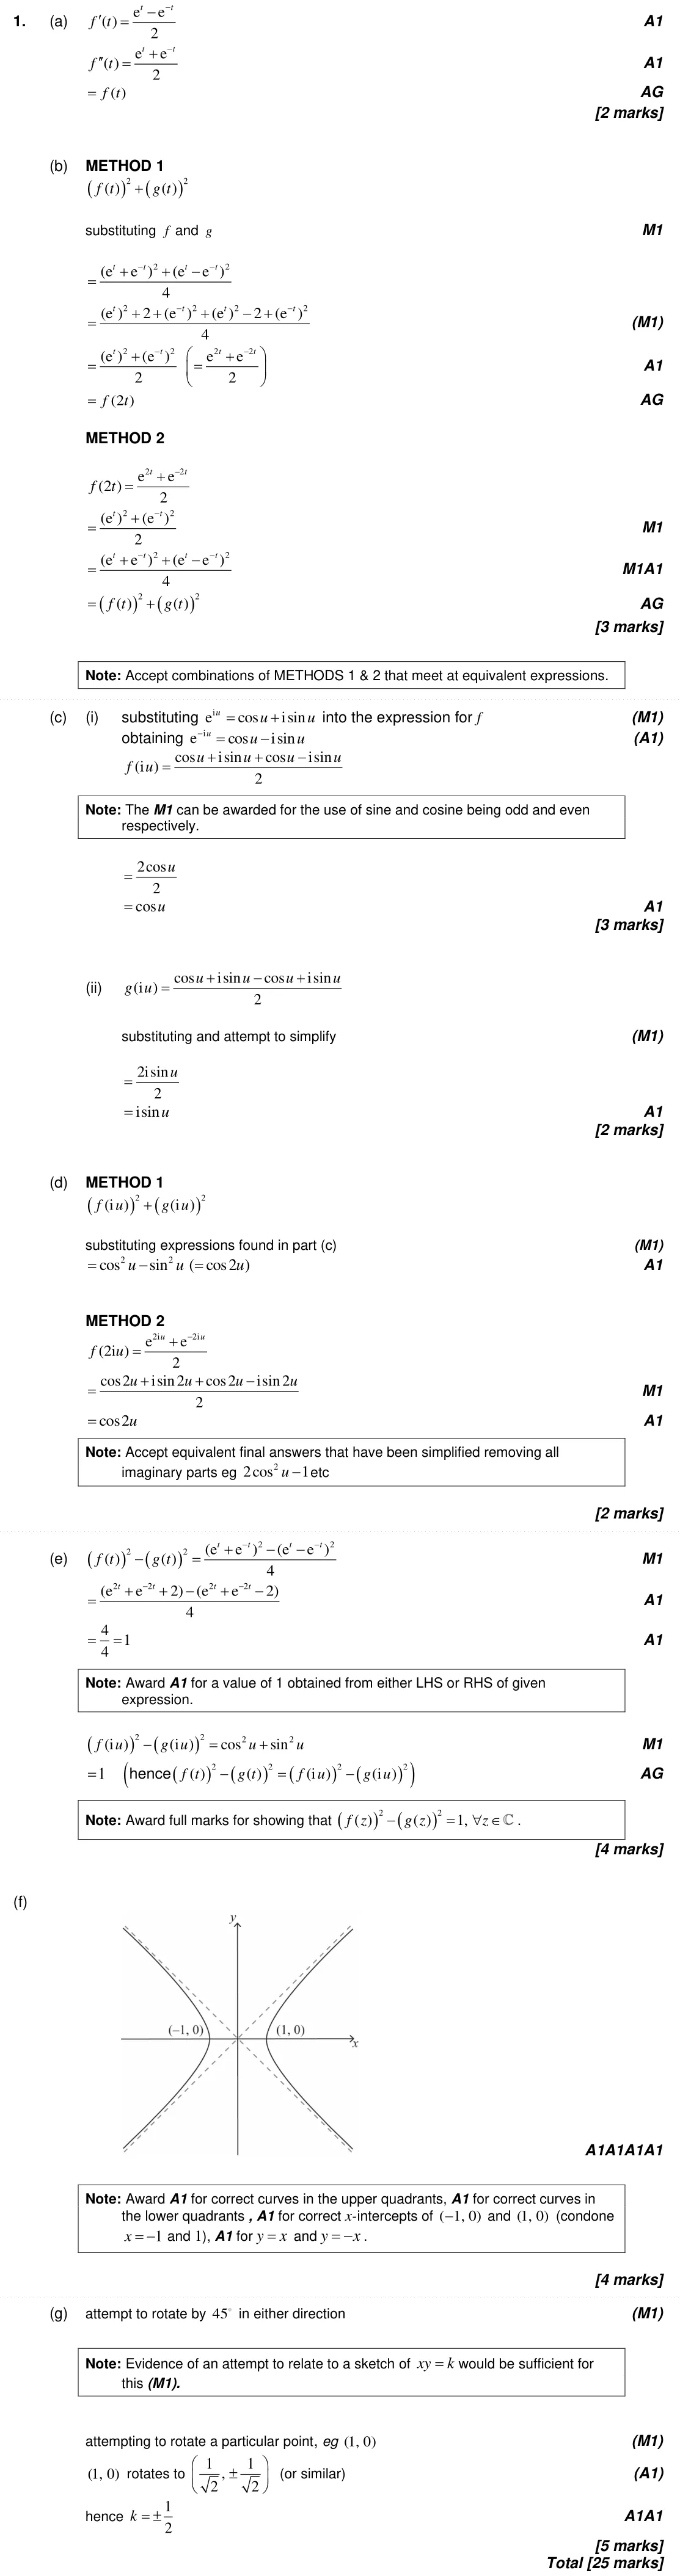 1. (a) f′(t) = (e^t − e^−t)/2 A1
f″(t) = (e^t + e^−t)/2 A1
= f(t) AG
[2 marks]
(b) METHOD 1
(f(t))² + (g(t))²
substituting f and g M1
= ((e^t + e^−t)² + (e^t − e^−t)²)/4
= ((e^t)² + 2 + (e^−t)² + (e^t)² − 2 + (e^−t)²)/4 (M1)
= ((e^t)² + (e^−t)²)/2 (= (e^2t + e^−2t)/2) A1
= f(2t) AG
METHOD 2
f(2t) = (e^2t + e^−2t)/2
= ((e^t)² + (e^−t)²)/2 M1
= ((e^t + e^−t)² + (e^t − e^−t)²)/4 M1A1
= (f(t))² + (g(t))² AG
[3 marks]
Note: Accept combinations of METHODS 1 & 2 that meet at equivalent expressions.
(c) (i) substituting e^iu = cos u + i sin u into the expression for f (M1)
obtaining e^−iu = cos u − i sin u (A1)
f(iu) = (cos u + i sin u + cos u − i sin u)/2
Note: The M1 can be awarded for the use of sine and cosine being odd and even
respectively.
= (2cos u)/2
= cos u A1
[3 marks]
(ii) g(iu) = (cos u + i sin u − cos u + i sin u)/2
substituting and attempt to simplify (M1)
= (2i sin u)/2
= i sin u A1
[2 marks]
(d) METHOD 1
(f(iu))² + (g(iu))²
substituting expressions found in part (c) (M1)
= cos² u − sin² u (= cos 2u) A1
METHOD 2
f(2iu) = (e^2iu + e^−2iu)/2
= (cos 2u + i sin 2u + cos 2u − i sin 2u)/2 M1
= cos 2u A1
Note: Accept equivalent final answers that have been simplified removing all
imaginary parts eg 2cos² u − 1 etc
[2 marks]
(e) (f(t))² − (g(t))² = ((e^t + e^−t)² − (e^t − e^−t)²)/4 M1
= ((e^2t + e^−2t + 2) − (e^2t + e^−2t − 2))/4 A1
= 4/4 = 1 A1
Note: Award A1 for a value of 1 obtained from either LHS or RHS of given
expression.
(f(iu))² − (g(iu))² = cos² u + sin² u M1
= 1 (hence (f(t))² − (g(t))² = (f(iu))² − (g(iu))²) AG
Note: Award full marks for showing that (f(z))² − (g(z))² = 1, ∀z ∈ ℂ.
[4 marks]
(f)
y
(−1, 0) (1, 0)
x
A1A1A1A1
Note: Award A1 for correct curves in the upper quadrants, A1 for correct curves in
the lower quadrants , A1 for correct x-intercepts of (−1, 0) and (1, 0) (condone
x = −1 and 1), A1 for y = x and y = −x.
[4 marks]
(g) attempt to rotate by 45° in either direction (M1)
Note: Evidence of an attempt to relate to a sketch of xy = k would be sufficient for
this (M1).
attempting to rotate a particular point, eg (1, 0) (M1)
(1, 0) rotates to (1/√2, ±1/√2) (or similar) (A1)
hence k = ±1/2 A1A1
[5 marks]
Total [25 marks]